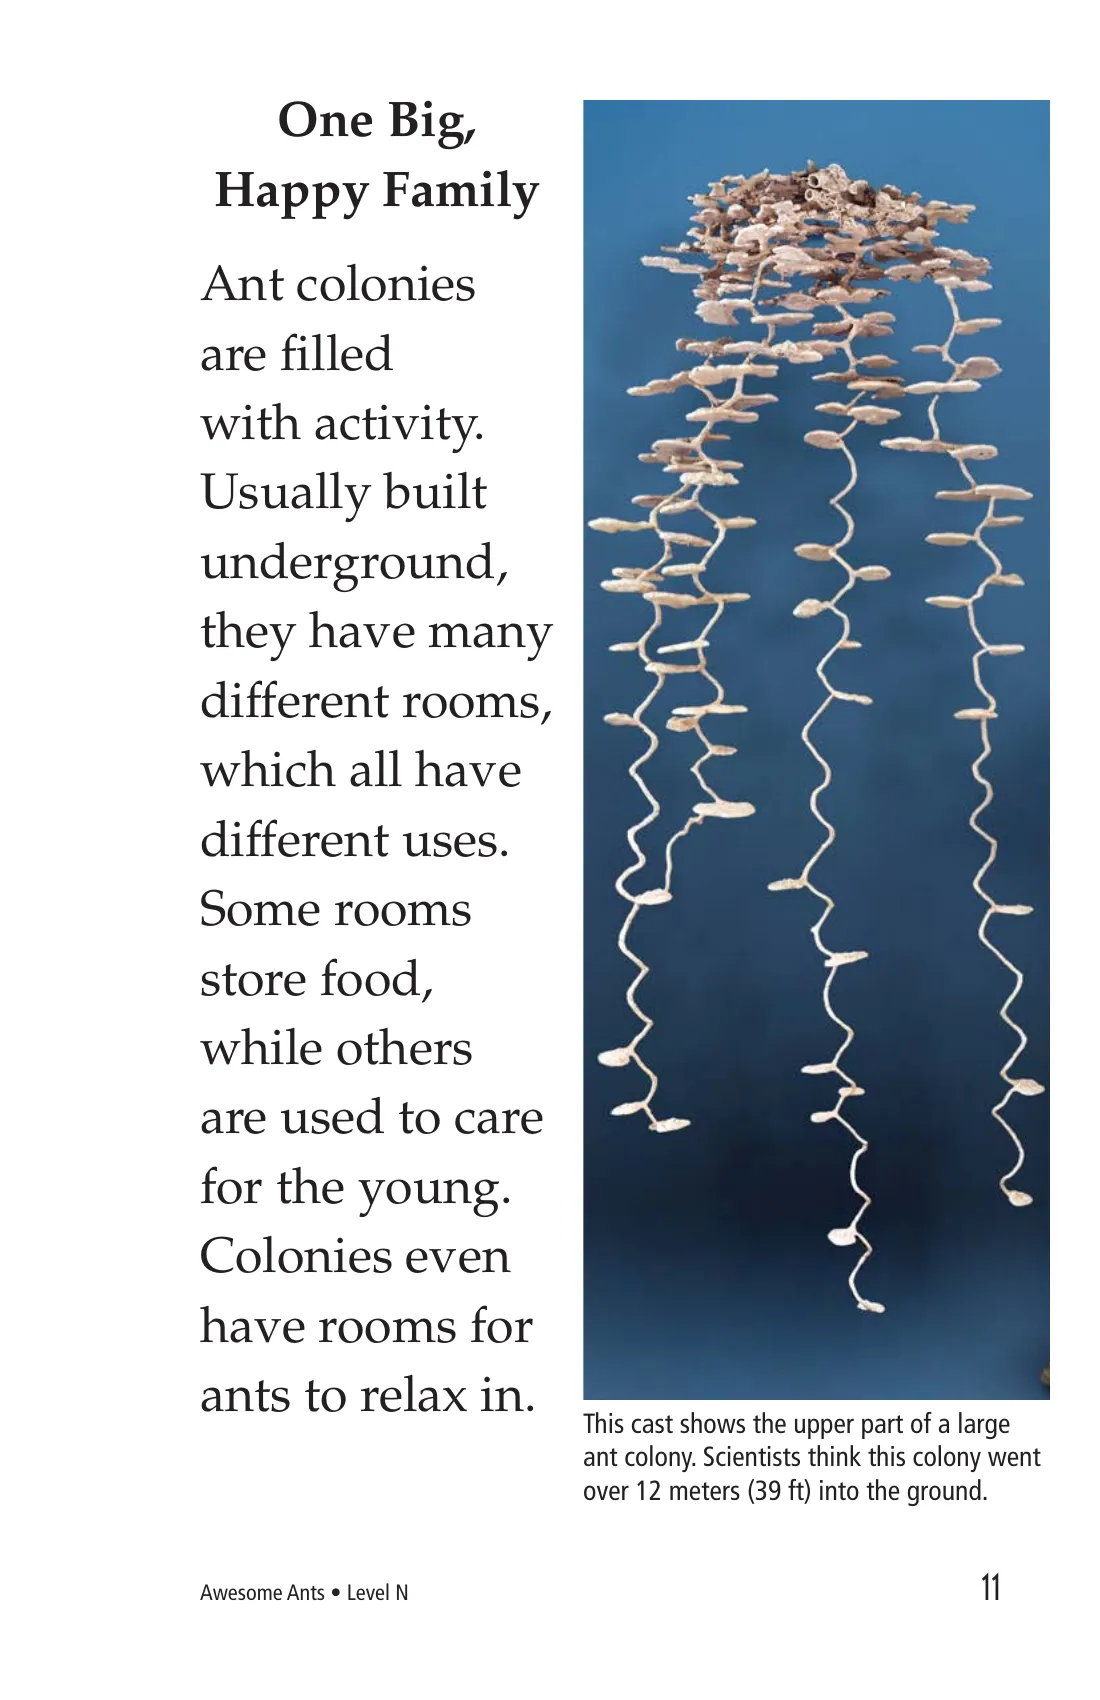 One Big,
Happy Family
Ant colonies
are filled
with activity.
Usually built
underground,
they have many
different rooms,
which all have
different uses.
Some rooms
store food,
while others
are used to care
for the young.
Colonies even
have rooms for
ants to relax in.
This cast shows the upper part of a large
ant colony. Scientists think this colony went
over 12 meters (39 ft) into the ground.
Awesome Ants • Level N
11